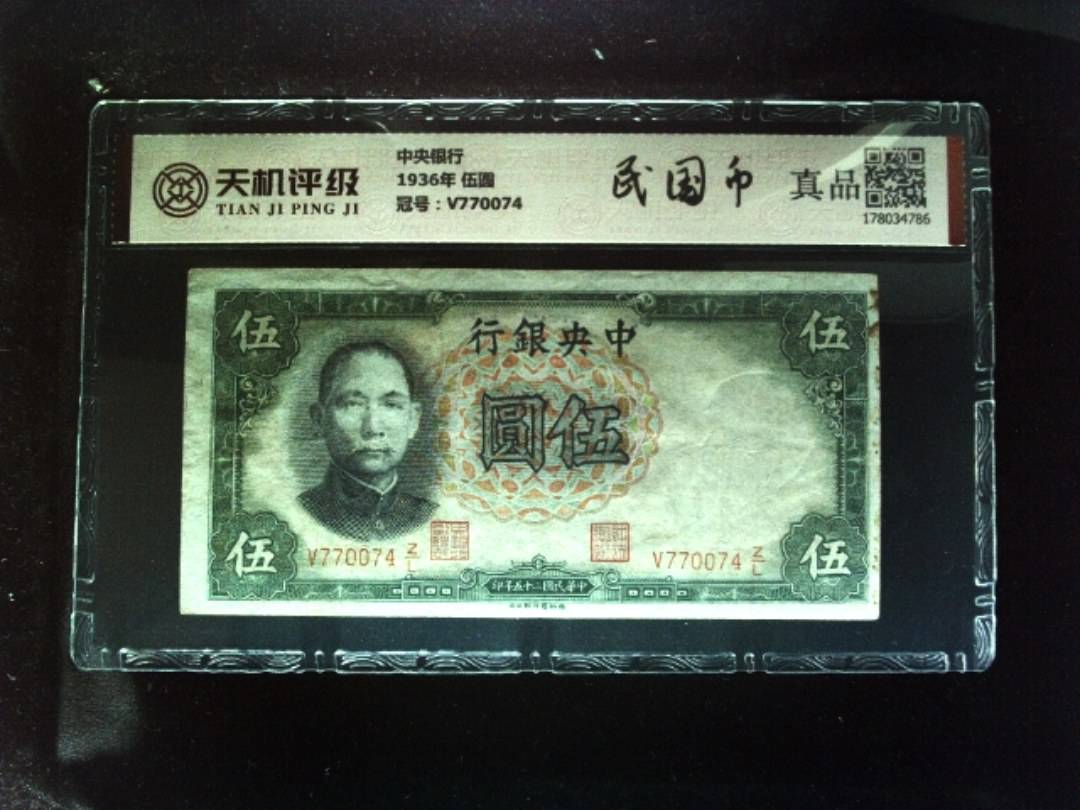 天机评级
TIAN JI PING JI
中央银行
1936年 伍圆
冠号：V770074
民国币
真品
178034786
行銀央中
伍
伍
圓伍
伍
伍
V770074 Z/L
V770074 Z/L
印年五十二國民華中